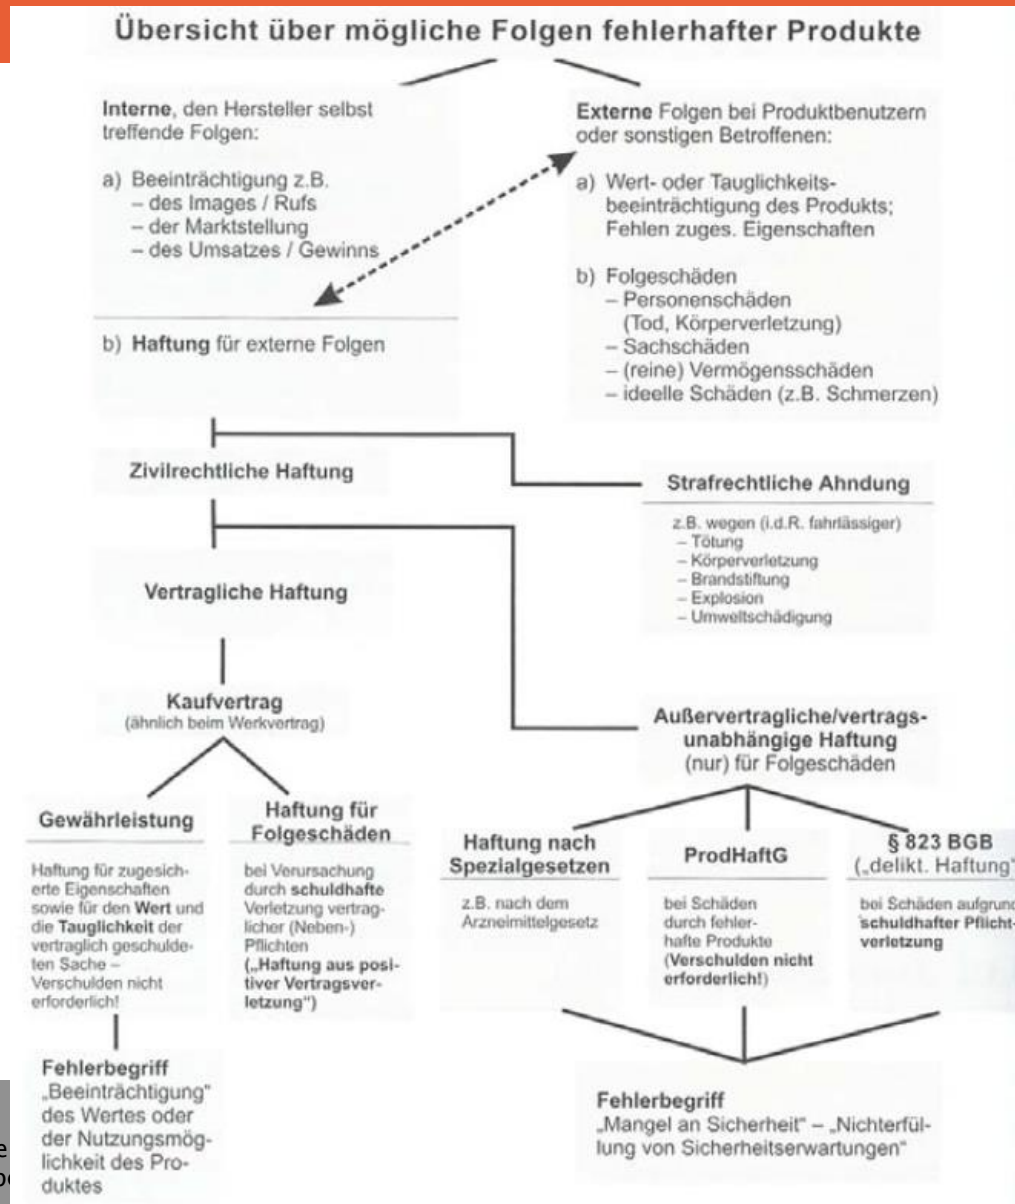 Übersicht über mögliche Folgen fehlerhafter Produkte
Interne, den Hersteller selbst
treffende Folgen:
a) Beeinträchtigung z.B.
– des Images / Rufs
– der Marktstellung
– des Umsatzes / Gewinns
b) Haftung für externe Folgen
Externe Folgen bei Produktbenutzern
oder sonstigen Betroffenen:
a) Wert- oder Tauglichkeits-
beeinträchtigung des Produkts;
Fehlen zuges. Eigenschaften
b) Folgeschäden
– Personenschäden
(Tod, Körperverletzung)
– Sachschäden
– (reine) Vermögensschäden
– ideelle Schäden (z.B. Schmerzen)
Zivilrechtliche Haftung
Strafrechtliche Ahndung
z.B. wegen (i.d.R. fahrlässiger)
– Tötung
– Körperverletzung
– Brandstiftung
– Explosion
– Umweltschädigung
Vertragliche Haftung
Kaufvertrag
(ähnlich beim Werkvertrag)
Außervertragliche/vertrags-
unabhängige Haftung
(nur) für Folgeschäden
Gewährleistung
Haftung für zugesich-
erte Eigenschaften
sowie für den Wert und
die Tauglichkeit der
vertraglich geschulde-
ten Sache –
Verschulden nicht
erforderlich!
Haftung für
Folgeschäden
bei Verursachung
durch schuldhafte
Verletzung vertrag-
licher (Neben-)
Pflichten
(„Haftung aus posi-
tiver Vertragsver-
letzung“)
Haftung nach
Spezialgesetzen
z.B. nach dem
Arzneimittelgesetz
ProdHaftG
bei Schäden
durch fehler-
hafte Produkte
(Verschulden nicht
erforderlich!)
§ 823 BGB
(„delikt. Haftung“
bei Schäden aufgrund
schuldhafter Pflicht-
verletzung
Fehlerbegriff
„Beeinträchtigung“
des Wertes oder
der Nutzungsmög-
lichkeit des Pro-
duktes
Fehlerbegriff
„Mangel an Sicherheit“ – „Nichterfül-
lung von Sicherheitserwartungen“